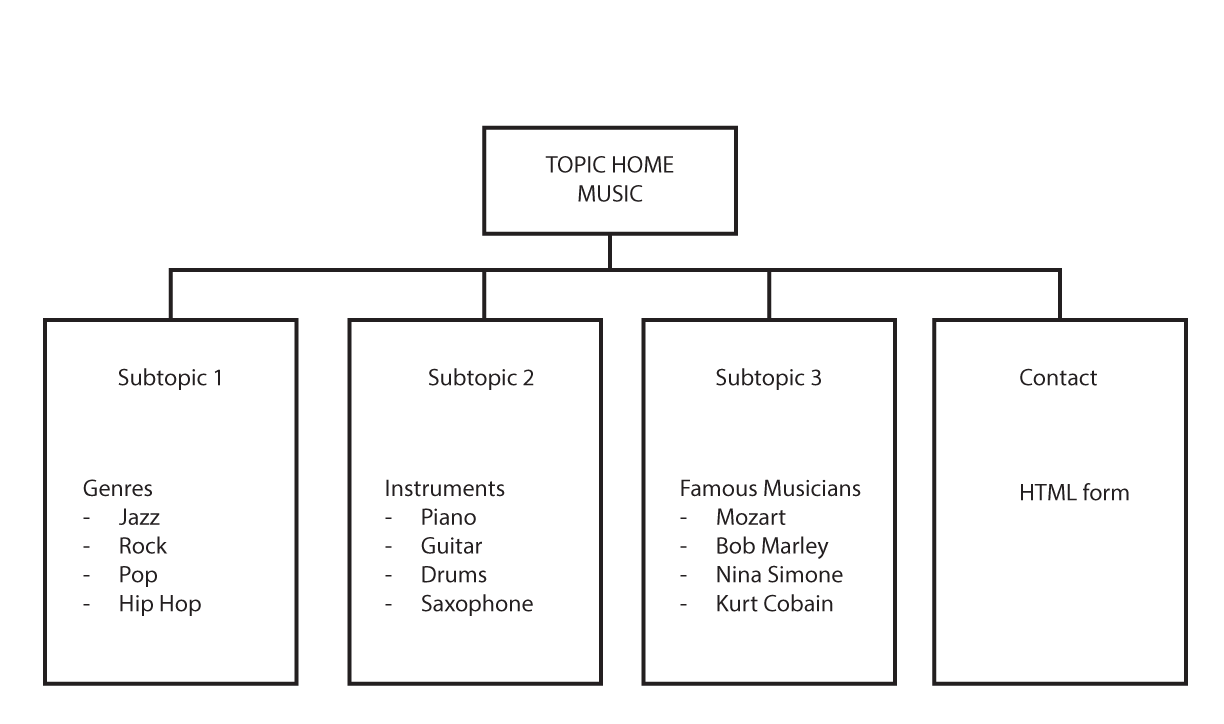 TOPIC HOME
MUSIC
Subtopic 1
Genres
- Jazz
- Rock
- Pop
- Hip Hop
Subtopic 2
Instruments
- Piano
- Guitar
- Drums
- Saxophone
Subtopic 3
Famous Musicians
- Mozart
- Bob Marley
- Nina Simone
- Kurt Cobain
Contact
HTML form